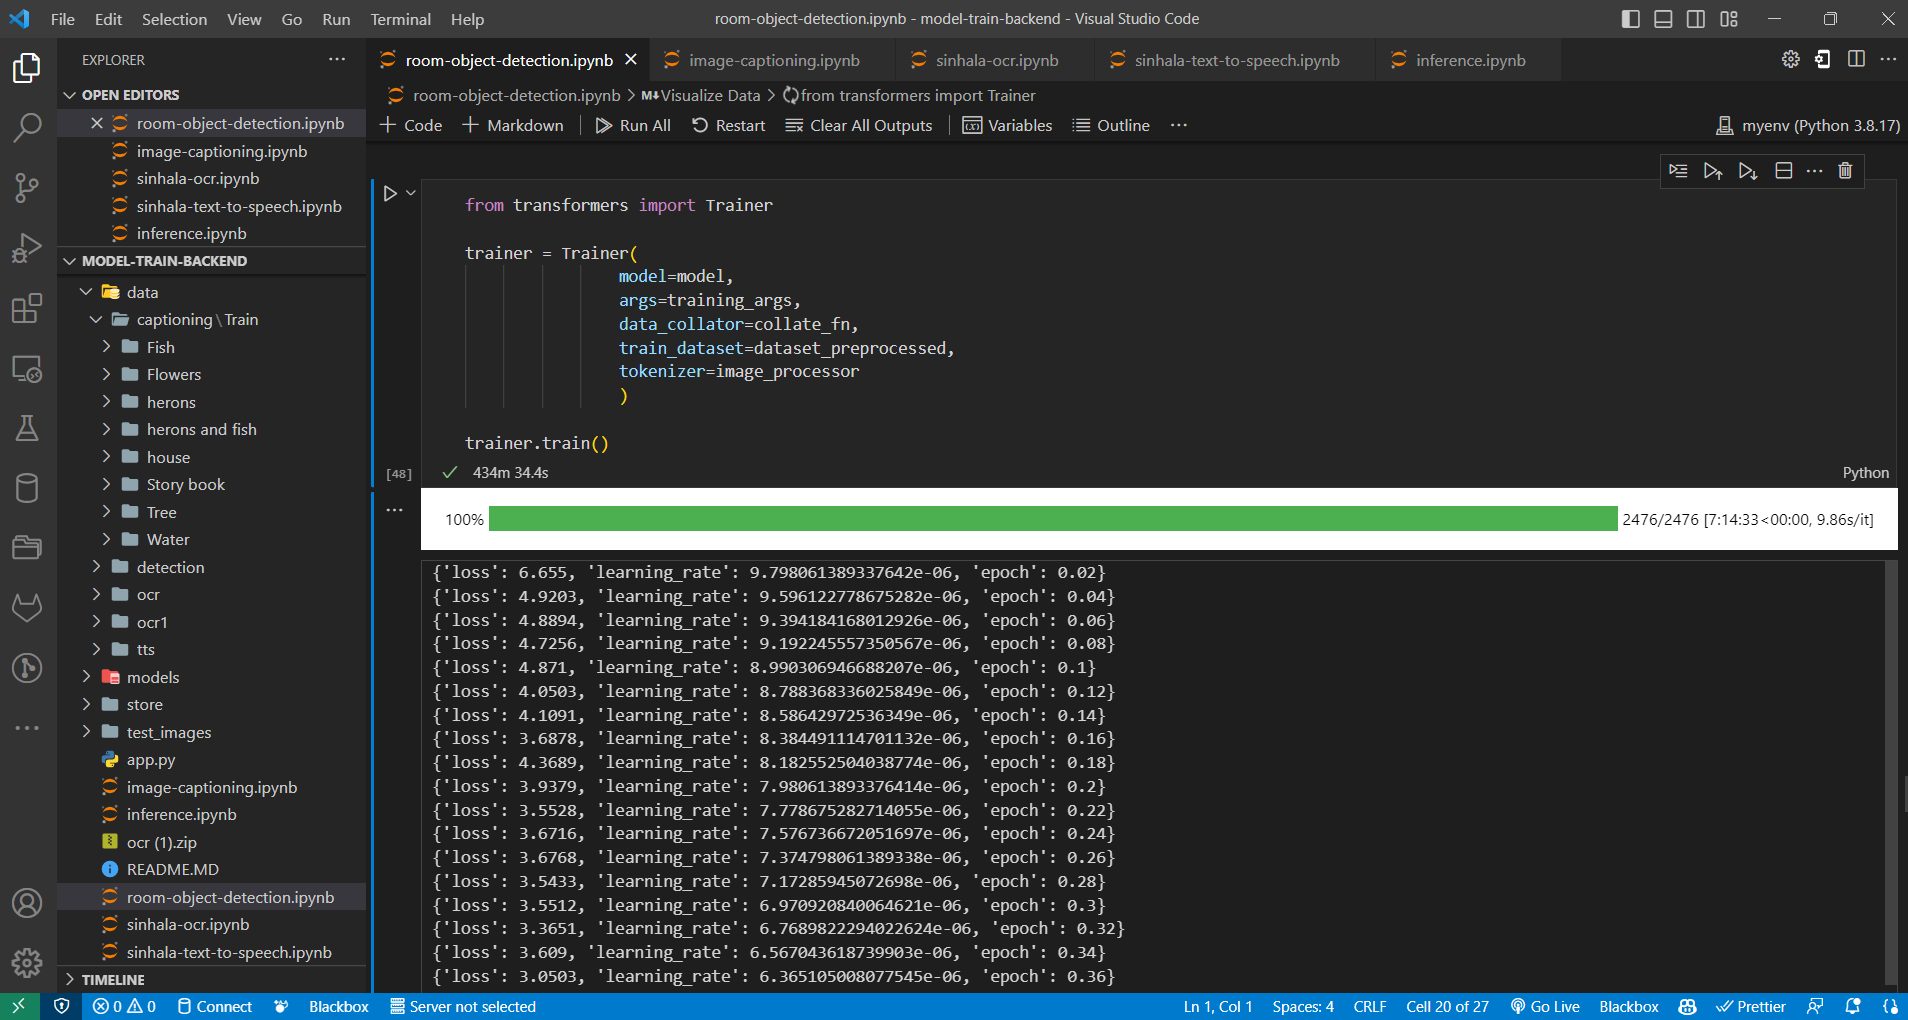 File Edit Selection View Go Run Terminal Help
room-object-detection.ipynb - model-train-backend - Visual Studio Code
EXPLORER
OPEN EDITORS
room-object-detection.ipynb
image-captioning.ipynb
sinhala-ocr.ipynb
sinhala-text-to-speech.ipynb
inference.ipynb
MODEL-TRAIN-BACKEND
data
captioning\Train
Fish
Flowers
herons
herons and fish
house
Story book
Tree
Water
detection
ocr
ocr1
tts
models
store
test_images
app.py
image-captioning.ipynb
inference.ipynb
ocr (1).zip
README.MD
room-object-detection.ipynb
sinhala-ocr.ipynb
sinhala-text-to-speech.ipynb
TIMELINE
room-object-detection.ipynb image-captioning.ipynb sinhala-ocr.ipynb sinhala-text-to-speech.ipynb inference.ipynb
room-object-detection.ipynb > M↓Visualize Data > from transformers import Trainer
+ Code + Markdown Run All Restart Clear All Outputs Variables Outline ... myenv (Python 3.8.17)
from transformers import Trainer
trainer = Trainer(
model=model,
args=training_args,
data_collator=collate_fn,
train_dataset=dataset_preprocessed,
tokenizer=image_processor
)
trainer.train()
[48] 434m 34.4s Python
100% 2476/2476 [7:14:33<00:00, 9.86s/it]
{'loss': 6.655, 'learning_rate': 9.798061389337642e-06, 'epoch': 0.02}
{'loss': 4.9203, 'learning_rate': 9.596122778675282e-06, 'epoch': 0.04}
{'loss': 4.8894, 'learning_rate': 9.394184168012926e-06, 'epoch': 0.06}
{'loss': 4.7256, 'learning_rate': 9.192245557350567e-06, 'epoch': 0.08}
{'loss': 4.871, 'learning_rate': 8.990306946688207e-06, 'epoch': 0.1}
{'loss': 4.0503, 'learning_rate': 8.788368336025849e-06, 'epoch': 0.12}
{'loss': 4.1091, 'learning_rate': 8.58642972536349e-06, 'epoch': 0.14}
{'loss': 3.6878, 'learning_rate': 8.384491114701132e-06, 'epoch': 0.16}
{'loss': 4.3689, 'learning_rate': 8.182552504038774e-06, 'epoch': 0.18}
{'loss': 3.9379, 'learning_rate': 7.980613893376414e-06, 'epoch': 0.2}
{'loss': 3.5528, 'learning_rate': 7.778675282714055e-06, 'epoch': 0.22}
{'loss': 3.6716, 'learning_rate': 7.576736672051697e-06, 'epoch': 0.24}
{'loss': 3.6768, 'learning_rate': 7.374798061389338e-06, 'epoch': 0.26}
{'loss': 3.5433, 'learning_rate': 7.17285945072698e-06, 'epoch': 0.28}
{'loss': 3.5512, 'learning_rate': 6.970920840064621e-06, 'epoch': 0.3}
{'loss': 3.3651, 'learning_rate': 6.7689822294022624e-06, 'epoch': 0.32}
{'loss': 3.609, 'learning_rate': 6.567043618739903e-06, 'epoch': 0.34}
{'loss': 3.0503, 'learning_rate': 6.365105008077545e-06, 'epoch': 0.36}
0 0 Connect Blackbox Server not selected Ln 1, Col 1 Spaces: 4 CRLF Cell 20 of 27 Go Live Blackbox Prettier